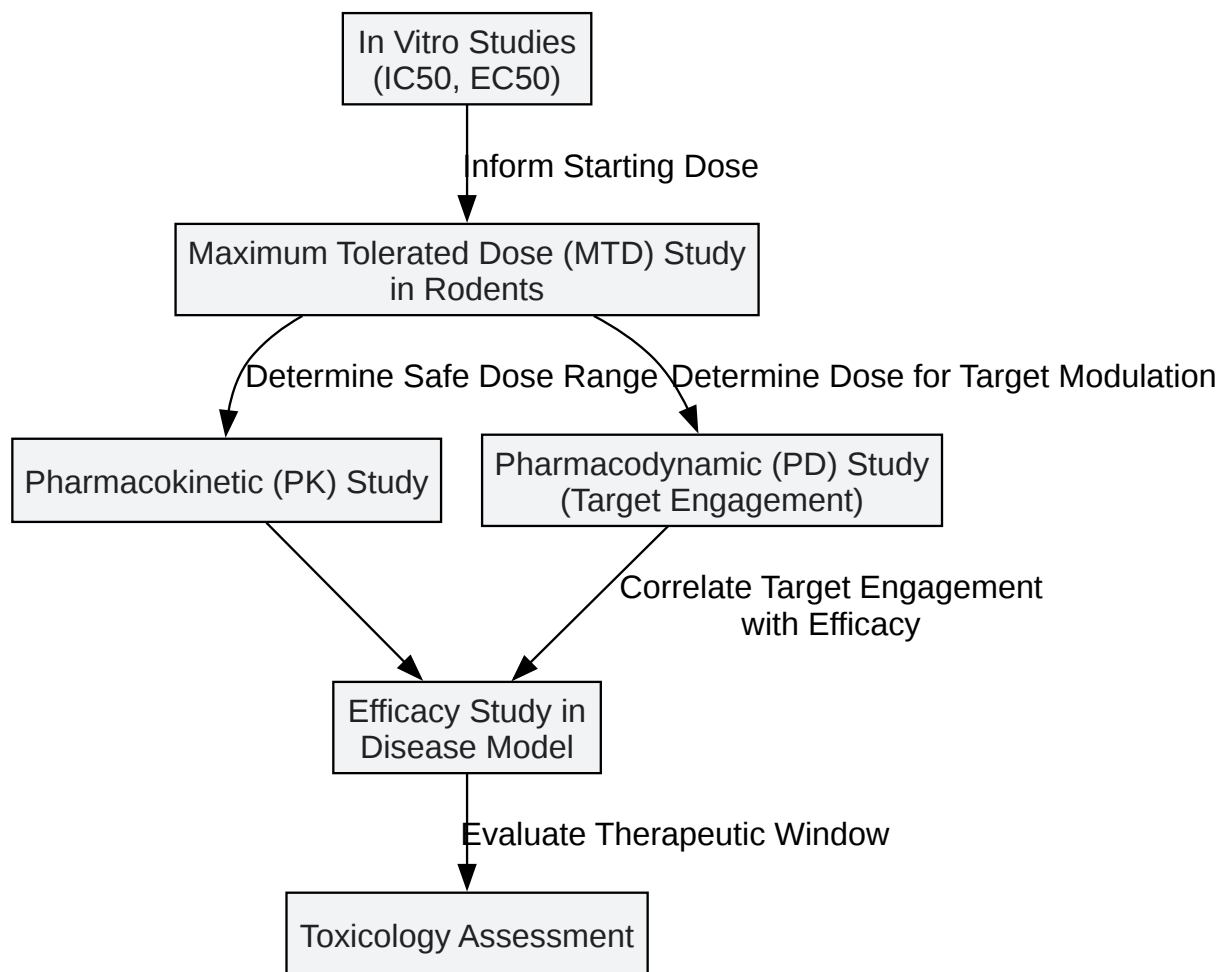 In Vitro Studies
(IC50, EC50)
Inform Starting Dose
Maximum Tolerated Dose (MTD) Study
in Rodents
Determine Safe Dose Range
Determine Dose for Target Modulation
Pharmacokinetic (PK) Study
Pharmacodynamic (PD) Study
(Target Engagement)
Correlate Target Engagement
with Efficacy
Efficacy Study in
Disease Model
Evaluate Therapeutic Window
Toxicology Assessment